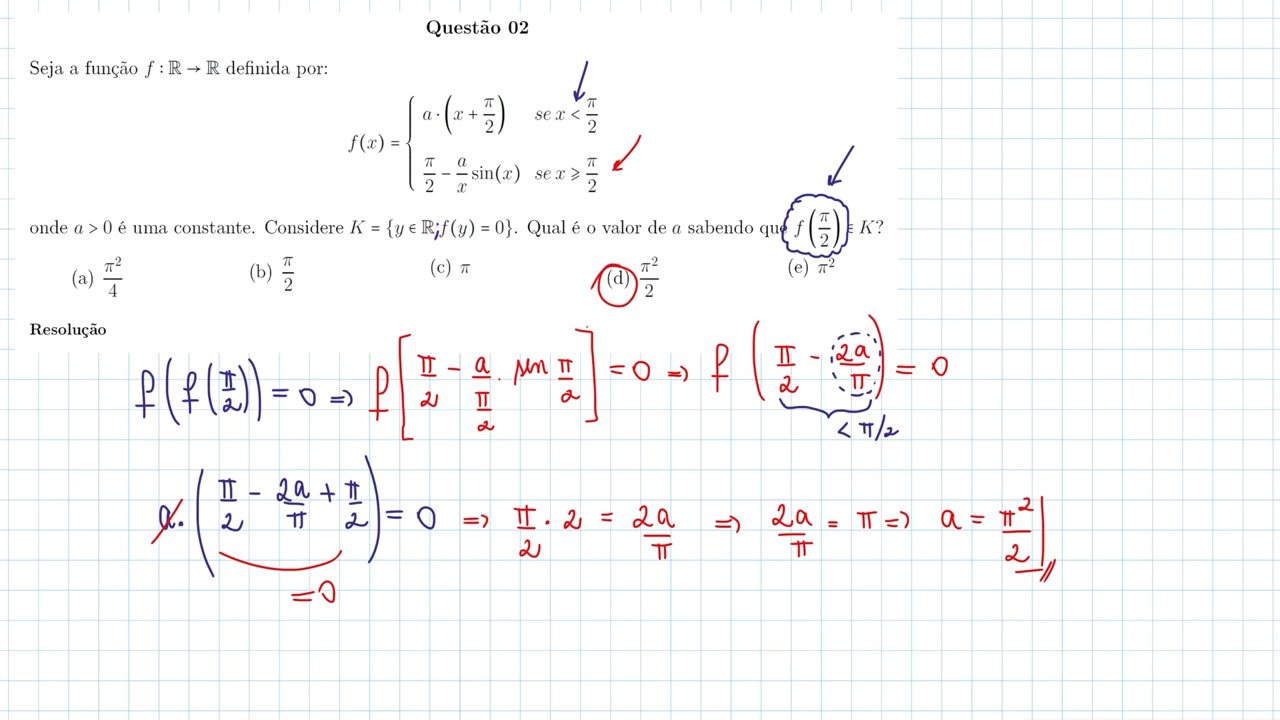 Questão 02
Seja a função f : ℝ → ℝ definida por:
f(x) = { a · (x + π/2) se x < π/2
π/2 − a/x sin(x) se x ⩾ π/2
onde a > 0 é uma constante. Considere K = {y ∈ ℝ; f(y) = 0}. Qual é o valor de a sabendo que f(π/2) ∈ K?
(a) π²/4 (b) π/2 (c) π (d) π²/2 (e) π²
Resolução
f(f(π/2)) = 0 ⇒ f[π/2 − a/(π/2) · sen π/2] = 0 ⇒ f(π/2 − 2a/π) = 0
< π/2
a · (π/2 − 2a/π + π/2) = 0 ⇒ π/2 · 2 = 2a/π ⇒ 2a/π = π ⇒ a = π²/2
= 0